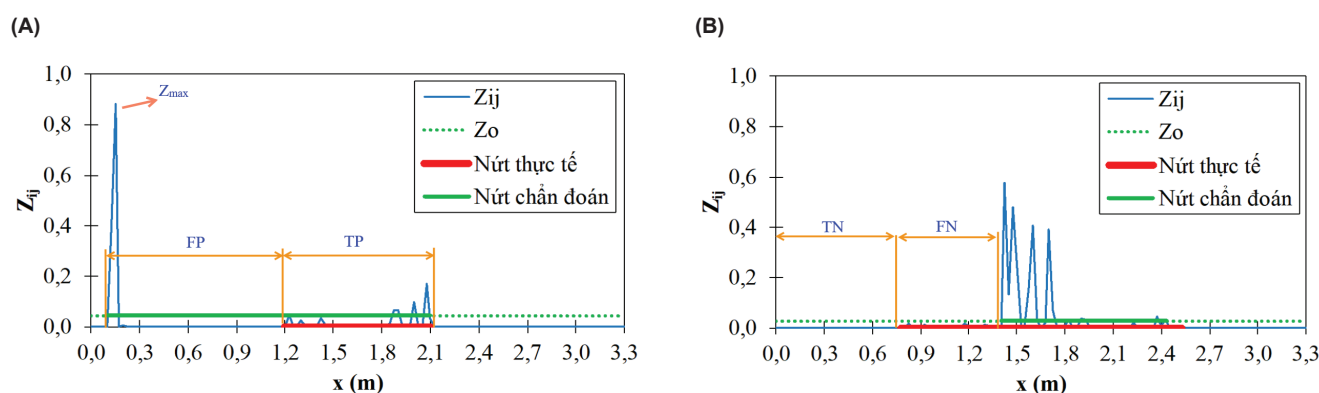 (A)
1,0
0,8
0,6
0,4
0,2
0,0
Zij
Zmax
FP
TP
Zij
Zo
Nứt thực tế
Nứt chẩn đoán
0,0 0,3 0,6 0,9 1,2 1,5 1,8 2,1 2,4 2,7 3,0 3,3
x (m)
(B)
1,0
0,8
0,6
0,4
0,2
0,0
Zij
TN
FN
Zij
Zo
Nứt thực tế
Nứt chẩn đoán
0,0 0,3 0,6 0,9 1,2 1,5 1,8 2,1 2,4 2,7 3,0 3,3
x (m)